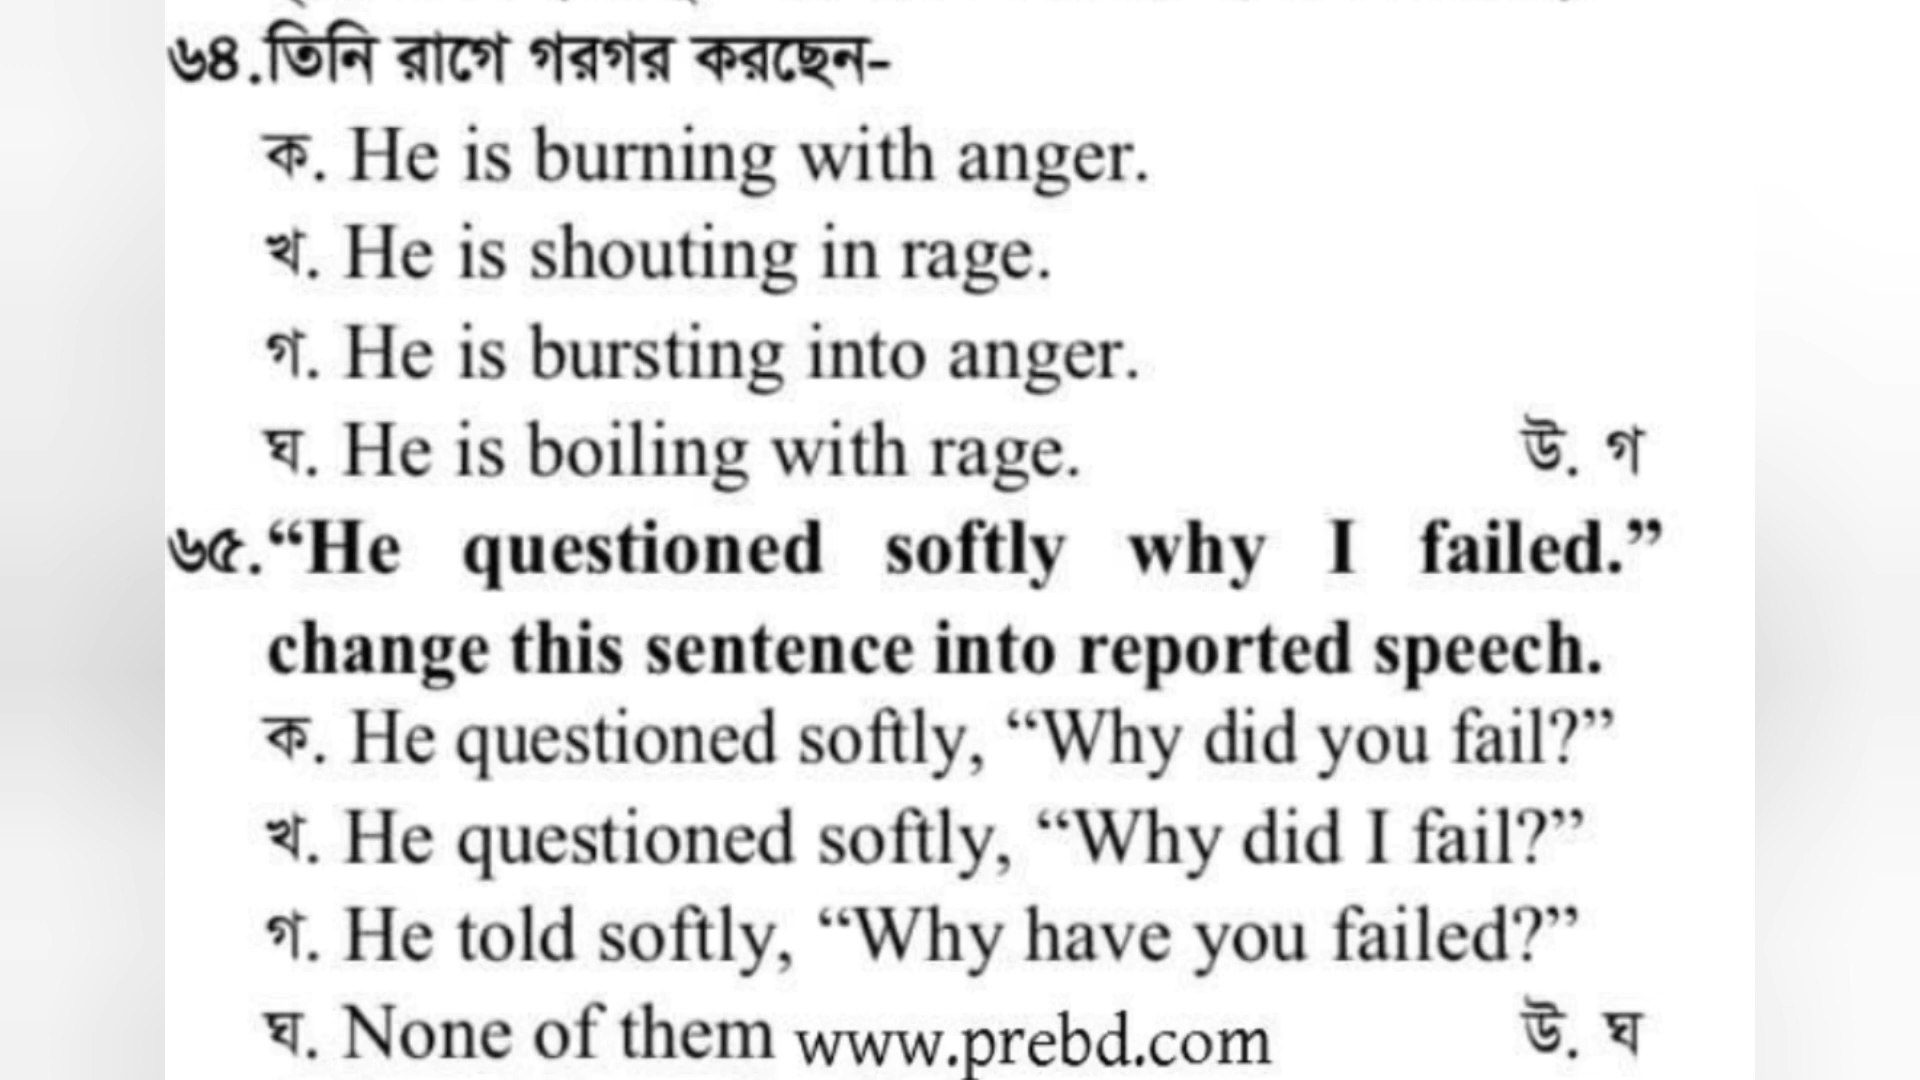 ৬৪.তিনি রাগে গরগর করছেন-
ক. He is burning with anger.
খ. He is shouting in rage.
গ. He is bursting into anger.
ঘ. He is boiling with rage. উ. গ
৬৫.“He questioned softly why I failed.”
change this sentence into reported speech.
ক. He questioned softly, “Why did you fail?”
খ. He questioned softly, “Why did I fail?”
গ. He told softly, “Why have you failed?”
ঘ. None of them www.prebd.com উ. ঘ